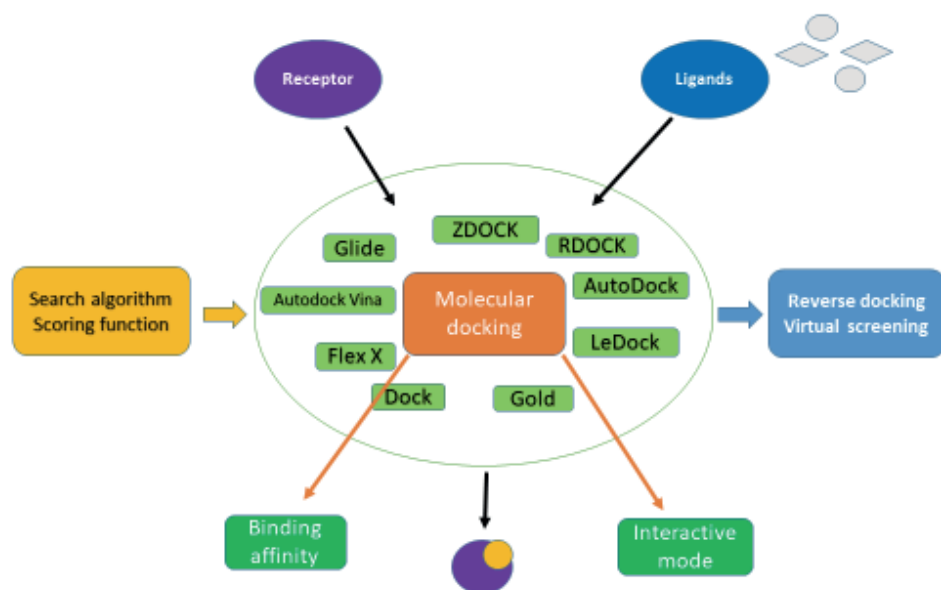 Receptor
Ligands
ZDOCK
RDOCK
Glide
AutoDock
Autodock Vina
Molecular
docking
Search algorithm
Scoring function
Reverse docking
Virtual screening
LeDock
Flex X
Dock
Gold
Binding
affinity
Interactive
mode